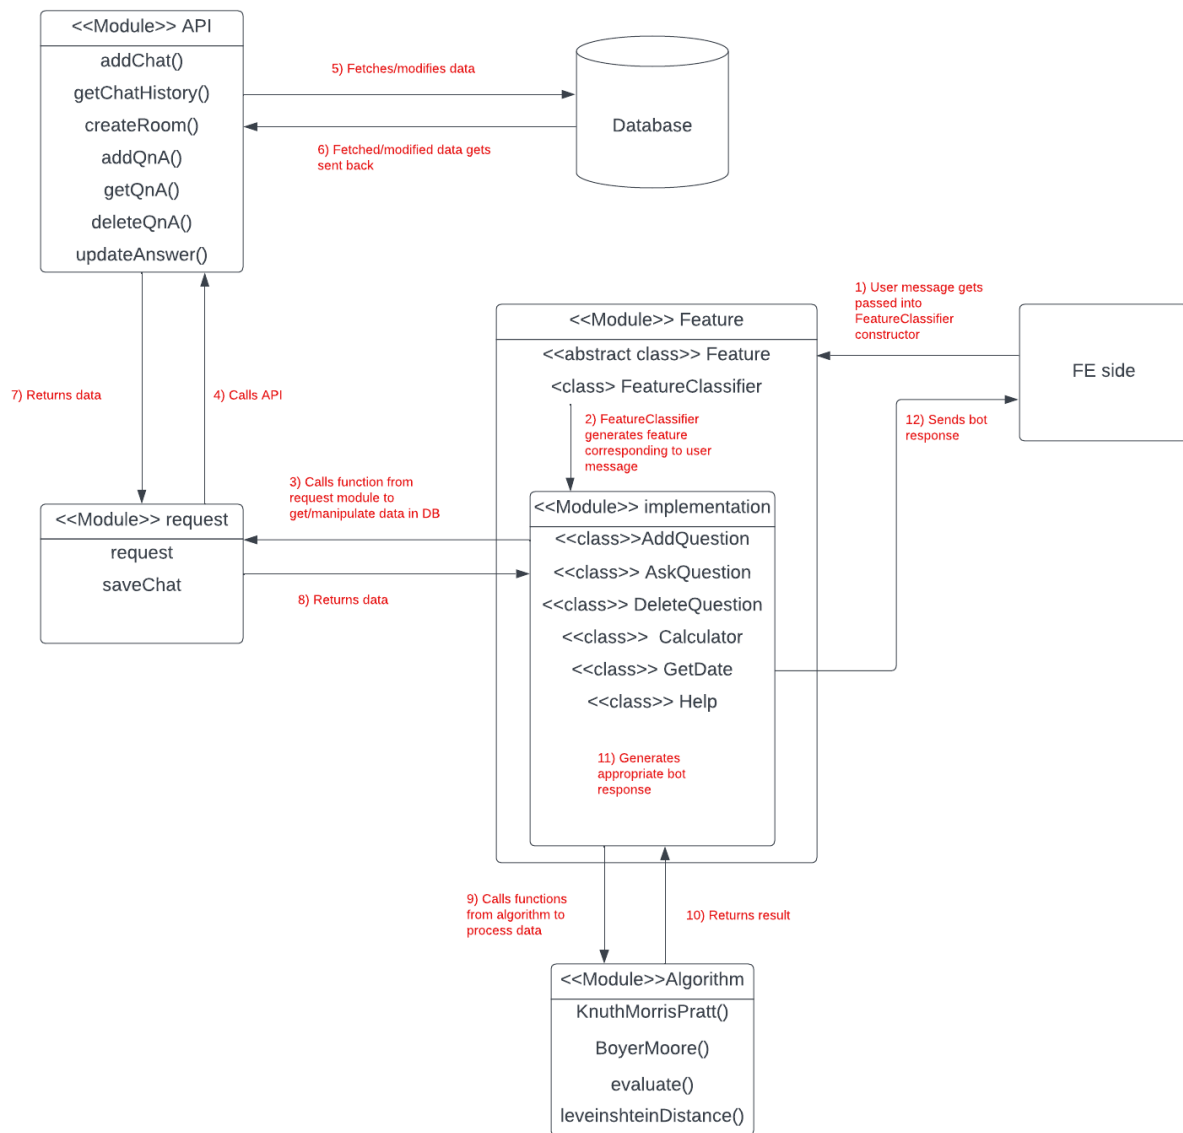 <<Module>> API
addChat()
getChatHistory()
createRoom()
addQnA()
getQnA()
deleteQnA()
updateAnswer()
5) Fetches/modifies data
6) Fetched/modified data gets
sent back
Database
1) User message gets
passed into
FeatureClassifier
constructor
FE side
12) Sends bot
response
<<Module>> Feature
<<abstract class>> Feature
<class> FeatureClassifier
2) FeatureClassifier
generates feature
corresponding to user
message
7) Returns data
4) Calls API
3) Calls function from
request module to
get/manipulate data in DB
<<Module>> request
request
saveChat
8) Returns data
<<Module>> implementation
<<class>>AddQuestion
<<class>> AskQuestion
<<class>> DeleteQuestion
<<class>> Calculator
<<class>> GetDate
<<class>> Help
11) Generates
appropriate bot
response
9) Calls functions
from algorithm to
process data
10) Returns result
<<Module>>Algorithm
KnuthMorrisPratt()
BoyerMoore()
evaluate()
leveinshteinDistance()